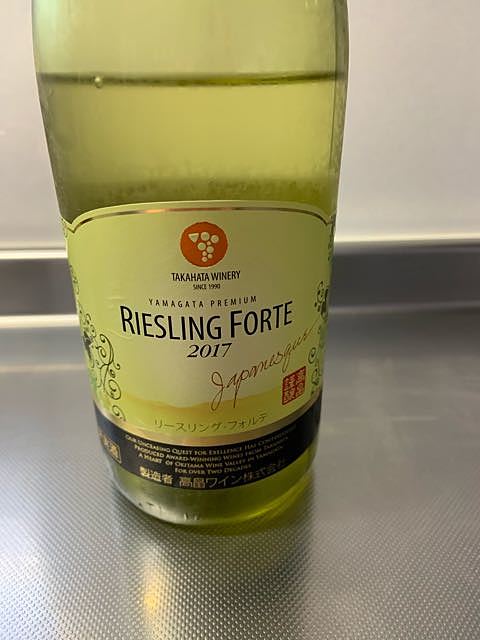 TAKAHATA WINERY
SINCE 1990
YAMAGATA PREMIUM
RIESLING FORTE
2017
Japanesque
リースリング・フォルテ
OUR UNCEASING QUEST FOR EXELLENCE HAS CONTINUOUSLY
PRODUCED AWARD-WINNING WINES FROM TAKAHATA,
A HEART OF OKITAMA WINE VALLEY IN YAMAGATA
FOR OVER TWO DECADES
製造者 高畠ワイン株式会社